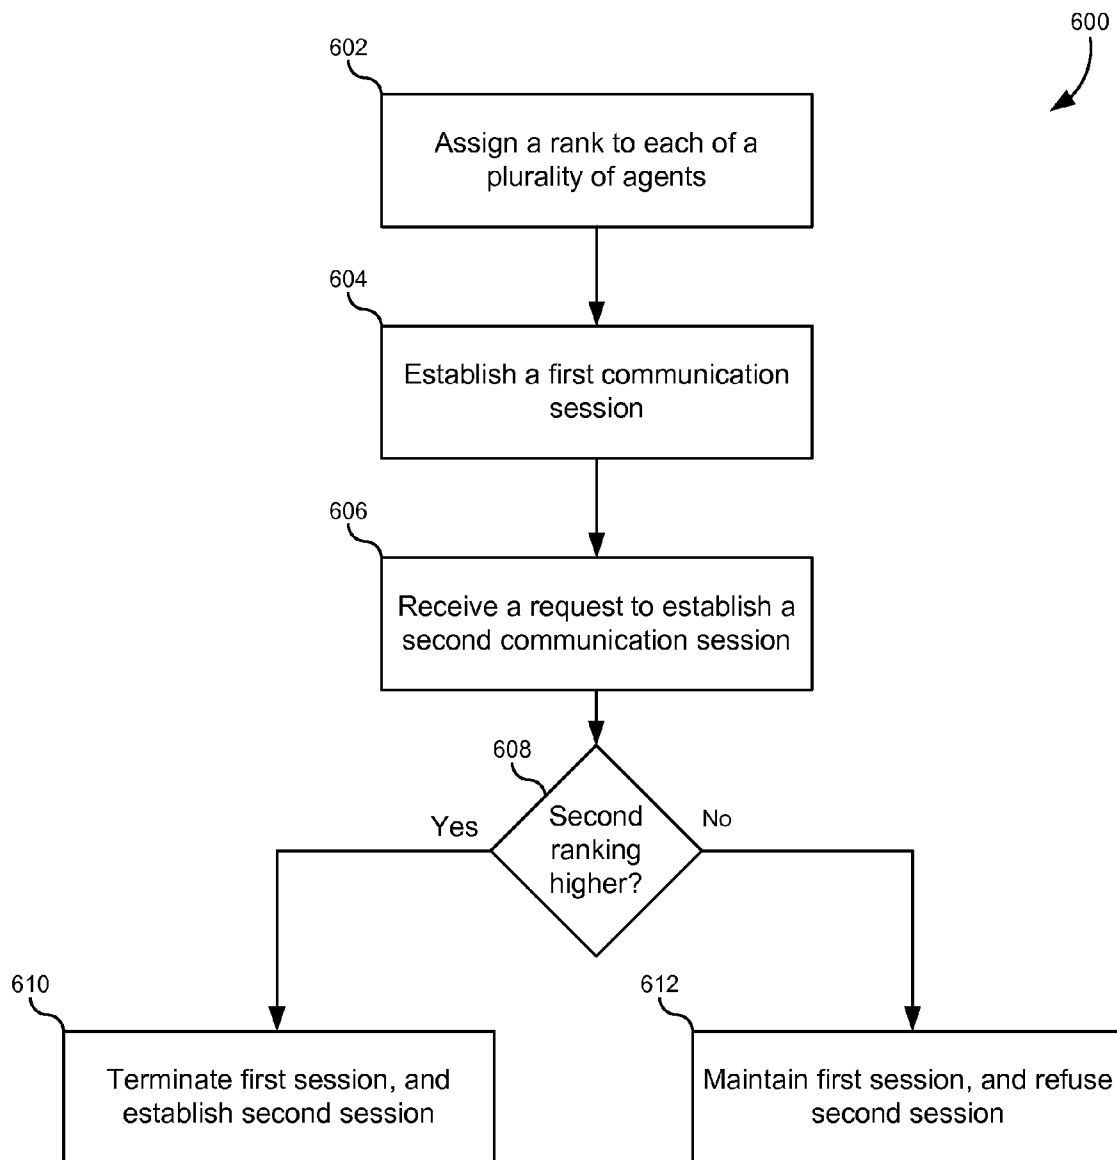 600
602
Assign a rank to each of a
plurality of agents
604
Establish a first communication
session
606
Receive a request to establish a
second communication session
608
Yes
Second
ranking
higher?
No
610
Terminate first session, and
establish second session
612
Maintain first session, and refuse
second session